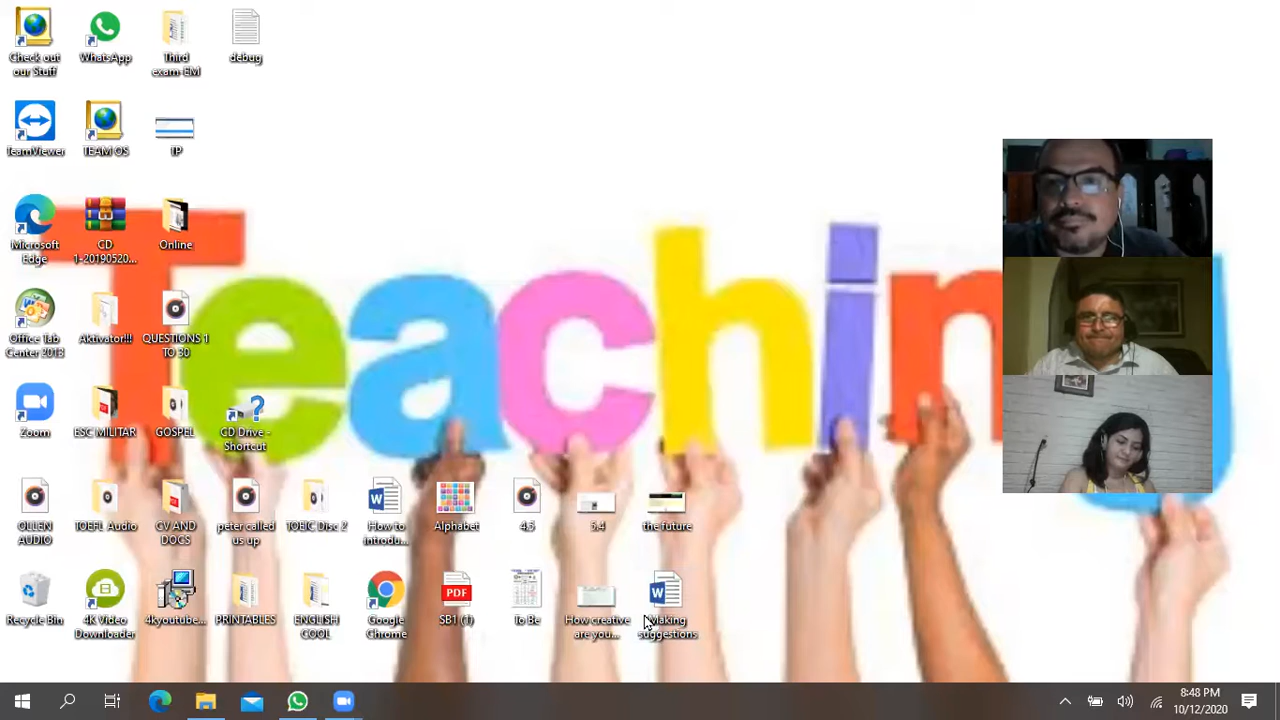 Check out
our Stuff
WhatsApp
Third
exam-EM
debug
TeamViewer
TEAM OS
1P
Microsoft
Edge
CD
1-20190520...
Online
Office Tab
Center 2013
Aktivator!!!
QUESTIONS 1
TO 30
Zoom
ESC MILITAR
GOSPEL
CD Drive -
Shortcut
OLLEN
AUDIO
TOEFL Audio
CV AND
DOCS
peter called
us up
TOEIC Disc 2
How to
introdu...
Alphabet
4.5
5.4
the future
Recycle Bin
4K Video
Downloader
4kyoutube...
PRINTABLES
ENGLISH
COOL
Google
Chrome
PDF
SB1 (1)
To Be
How creative
are you...
Making
suggestions
Teachin
8:48 PM
10/12/2020